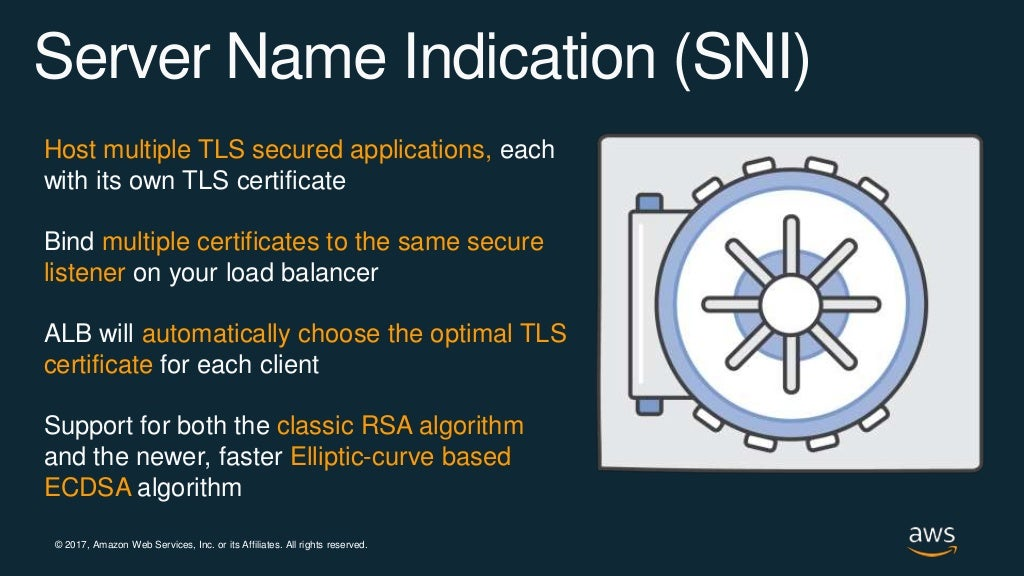 Server Name Indication (SNI)
Host multiple TLS secured applications, each
with its own TLS certificate
Bind multiple certificates to the same secure
listener on your load balancer
ALB will automatically choose the optimal TLS
certificate for each client
Support for both the classic RSA algorithm
and the newer, faster Elliptic-curve based
ECDSA algorithm
© 2017, Amazon Web Services, Inc. or its Affiliates. All rights reserved.
aws